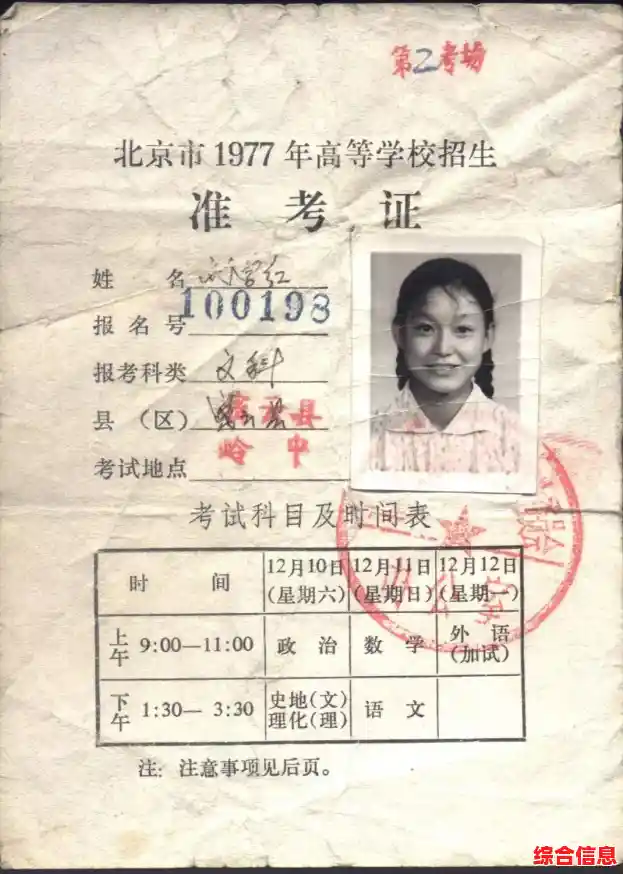 第2考场
北京市1977年高等学校招生
准考证
姓名 刘学红
报名号 100198
报考科类 文科
县（区） 密云县
考试地点 岭中
考试科目及时间表
时间 12月10日（星期六） 12月11日（星期日） 12月12日（星期一）
上午 9:00—11:00 政治 数学 外语（加试）
下午 1:30—3:30 史地（文）理化（理） 语文
注：注意事项见后页。
综合信息